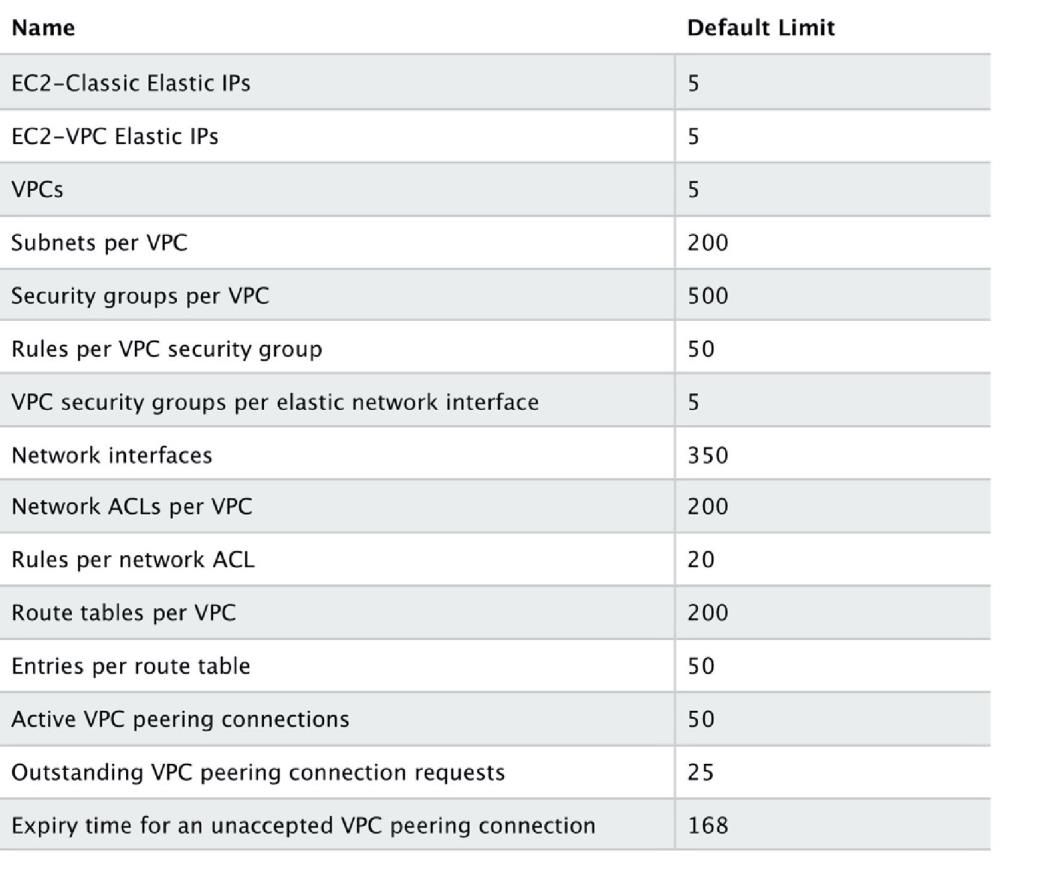 Name Default Limit
EC2-Classic Elastic IPs 5
EC2-VPC Elastic IPs 5
VPCs 5
Subnets per VPC 200
Security groups per VPC 500
Rules per VPC security group 50
VPC security groups per elastic network interface 5
Network interfaces 350
Network ACLs per VPC 200
Rules per network ACL 20
Route tables per VPC 200
Entries per route table 50
Active VPC peering connections 50
Outstanding VPC peering connection requests 25
Expiry time for an unaccepted VPC peering connection 168